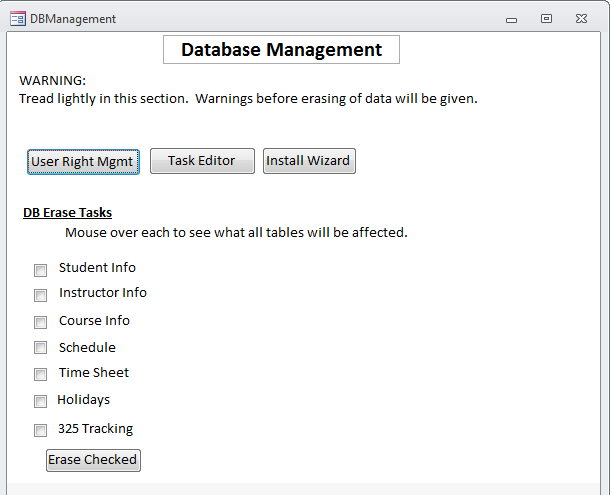 DBManagement
Database Management
WARNING:
Tread lightly in this section.  Warnings before erasing of data will be given.
User Right Mgmt
Task Editor
Install Wizard
DB Erase Tasks
Mouse over each to see what all tables will be affected.
Student Info
Instructor Info
Course Info
Schedule
Time Sheet
Holidays
325 Tracking
Erase Checked